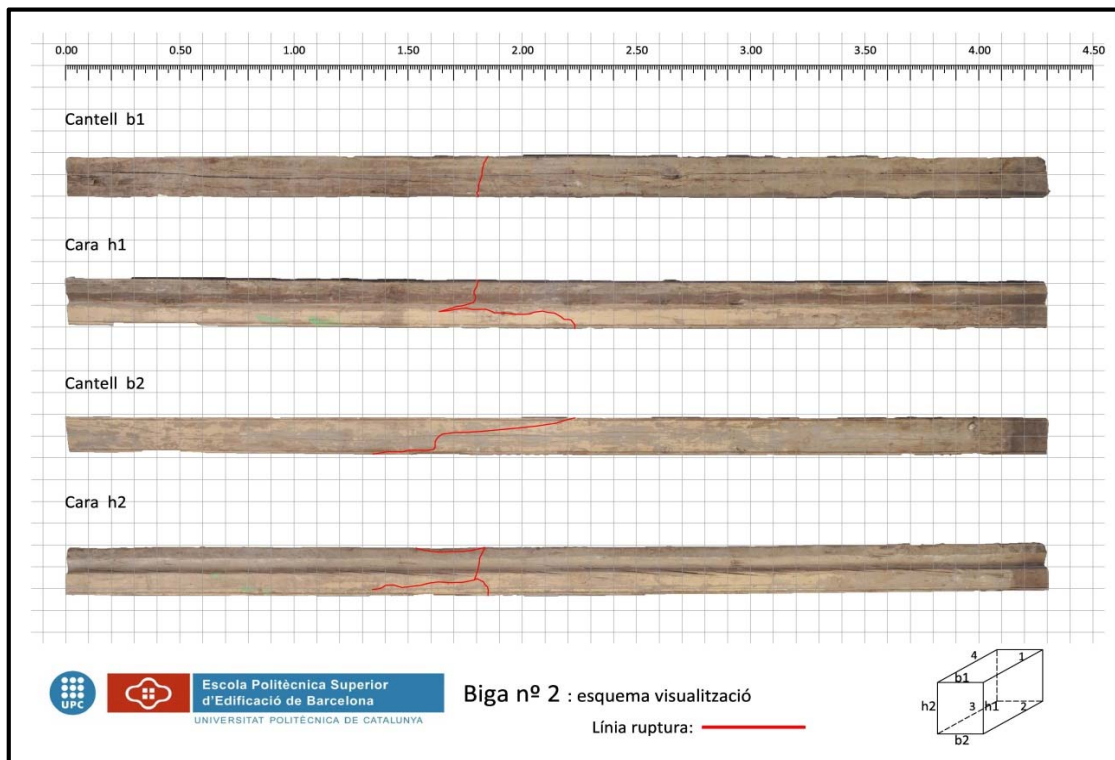 0.00 0.50 1.00 1.50 2.00 2.50 3.00 3.50 4.00 4.50
Cantell b1
Cara h1
Cantell b2
Cara h2
UPC
Escola Politècnica Superior
d'Edificació de Barcelona
UNIVERSITAT POLITÈCNICA DE CATALUNYA
Biga nº 2 : esquema visualització
Línia ruptura:
4 1
b1
h2 3 h1 2
b2